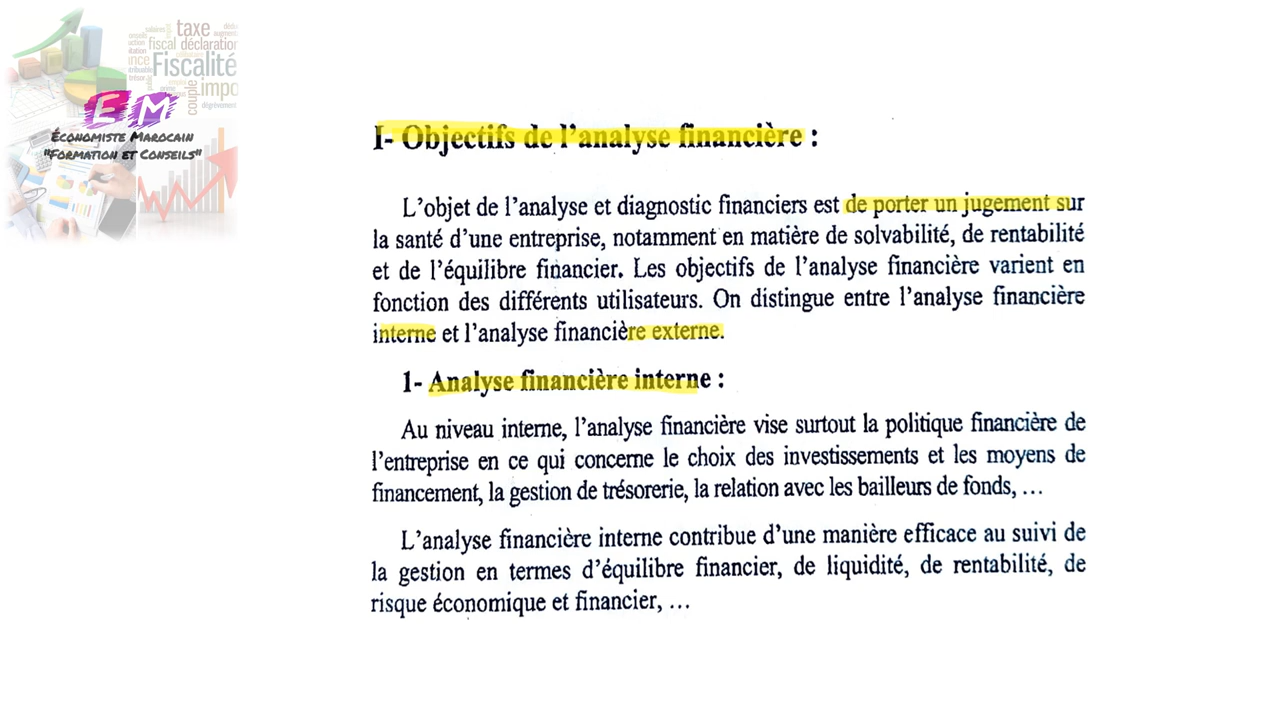 taxe
fiscal déclaration
Fiscalité
impo
couple
dégrèvement
EM
Économiste Marocain
"Formation et Conseils"
I- Objectifs de l'analyse financière :
L'objet de l'analyse et diagnostic financiers est de porter un jugement sur
la santé d'une entreprise, notamment en matière de solvabilité, de rentabilité
et de l'équilibre financier. Les objectifs de l'analyse financière varient en
fonction des différents utilisateurs. On distingue entre l'analyse financière
interne et l'analyse financière externe.
1- Analyse financière interne :
Au niveau interne, l'analyse financière vise surtout la politique financière de
l'entreprise en ce qui concerne le choix des investissements et les moyens de
financement, la gestion de trésorerie, la relation avec les bailleurs de fonds, …
L'analyse financière interne contribue d'une manière efficace au suivi de
la gestion en termes d'équilibre financier, de liquidité, de rentabilité, de
risque économique et financier, …